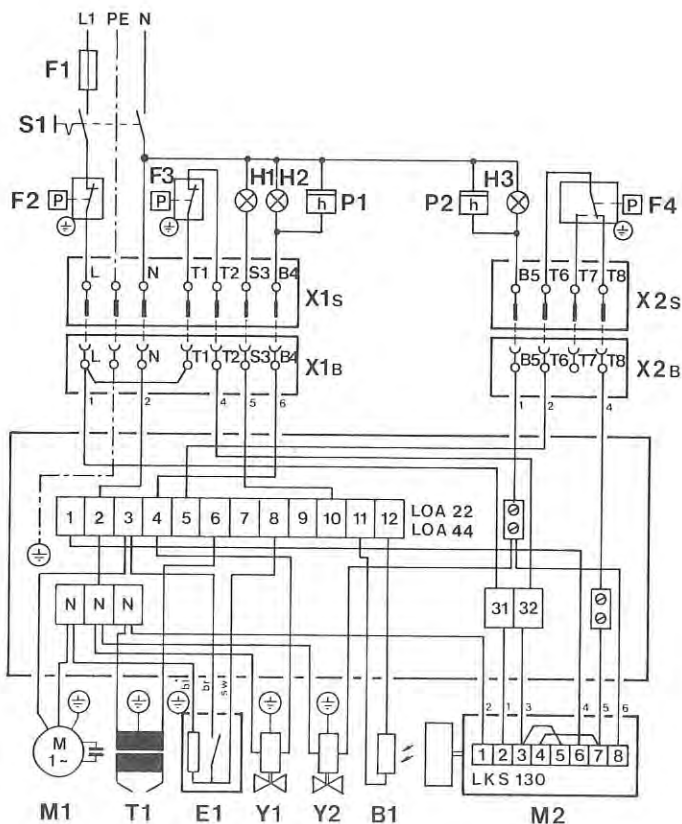 L1 PE N
F1
S1
F2 P
F3 P
H1 H2
h P1
P2 h
H3
P F4
L N T1 T2 S3 B4
X1S
B5 T6 T7 T8
X2S
L N T1 T2 S3 B4
X1B
B5 T6 T7 T8
X2B
1 2 4 5 6
1 2 4
1 2 3 4 5 6 7 8 9 10 11 12
LOA 22
LOA 44
N N N
31 32
bl br sw
2 1 3 4 5 6
M
1~
1 2 3 4 5 6 7 8
LKS 130
M1 T1 E1 Y1 Y2 B1 M2